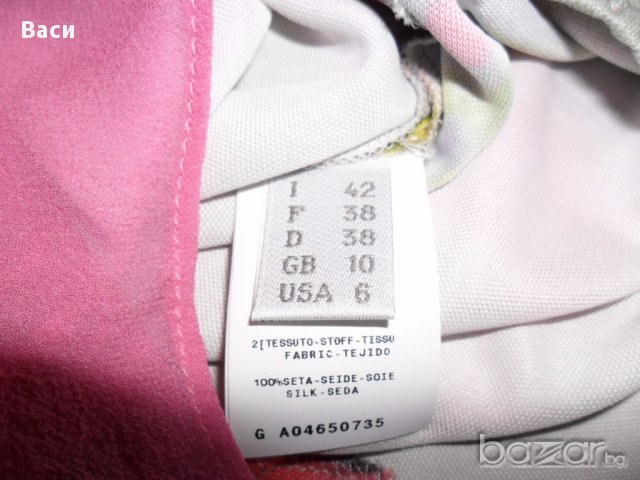 Васи
I 42
F 38
D 38
GB 10
USA 6
2[TESSUTO-STOFF-TISSU
FABRIC-TEJIDO
100%SETA-SEIDE-SOIE
SILK-SEDA
G A04650735
bazar.bg